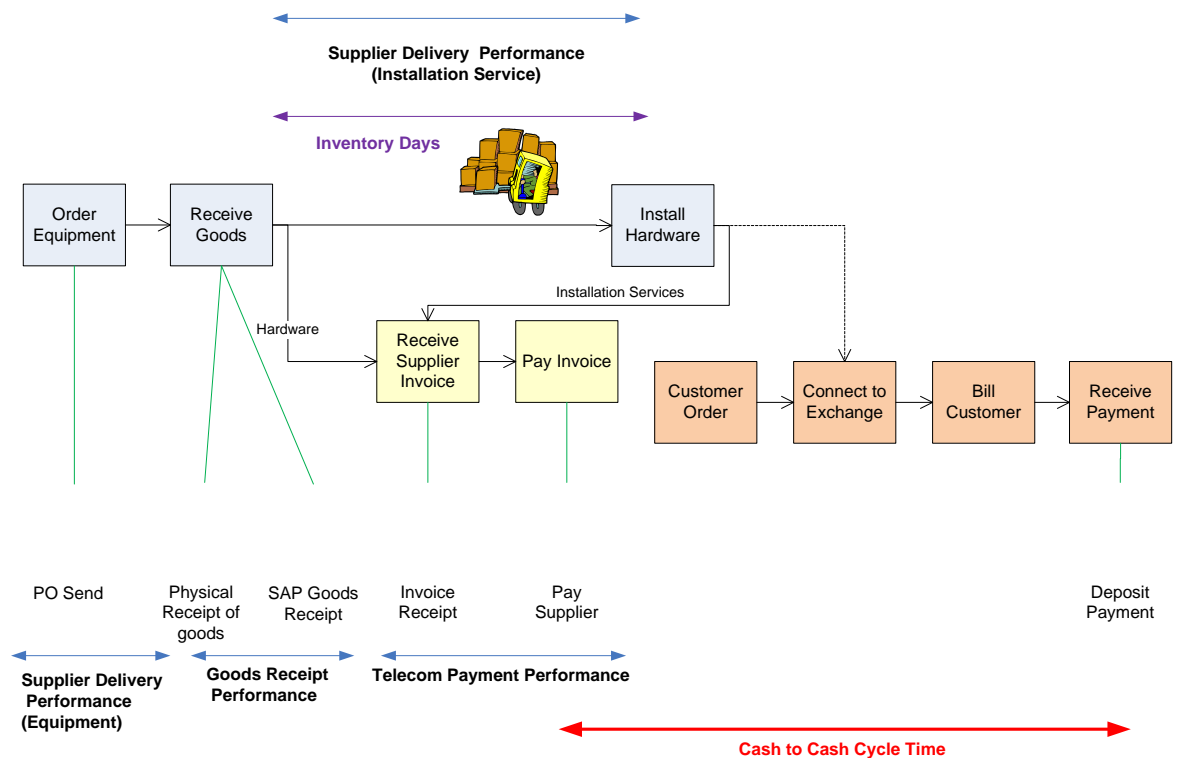 Supplier Delivery Performance
(Installation Service)
Inventory Days
Order
Equipment
Receive
Goods
Install
Hardware
Installation Services
Hardware
Receive
Supplier
Invoice
Pay Invoice
Customer
Order
Connect to
Exchange
Bill
Customer
Receive
Payment
PO Send
Physical
Receipt of
goods
SAP Goods
Receipt
Invoice
Receipt
Pay
Supplier
Deposit
Payment
Supplier Delivery
Performance
(Equipment)
Goods Receipt
Performance
Telecom Payment Performance
Cash to Cash Cycle Time